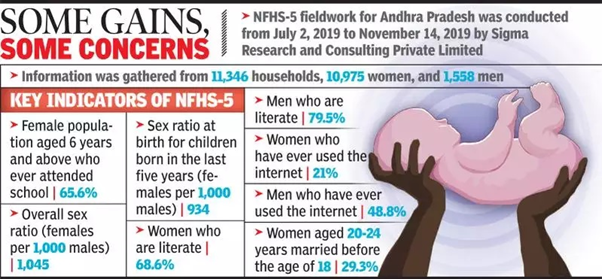 SOME GAINS,
SOME CONCERNS
➤ NFHS-5 fieldwork for Andhra Pradesh was conducted
from July 2, 2019 to November 14, 2019 by Sigma
Research and Consulting Private Limited
➤ Information was gathered from 11,346 households, 10,975 women, and 1,558 men
KEY INDICATORS OF NFHS-5
➤ Female popula-
tion aged 6 years
and above who
ever attended
school | 65.6%
➤ Overall sex
ratio (females
per 1,000 males)
| 1,045
➤ Sex ratio at
birth for children
born in the last
five years (fe-
males per 1,000
males) | 934
➤ Women who
are literate |
68.6%
➤ Men who are
literate | 79.5%
➤ Women who
have ever used the
internet | 21%
➤ Men who have ever
used the internet | 48.8%
➤ Women aged 20-24
years married before
the age of 18 | 29.3%